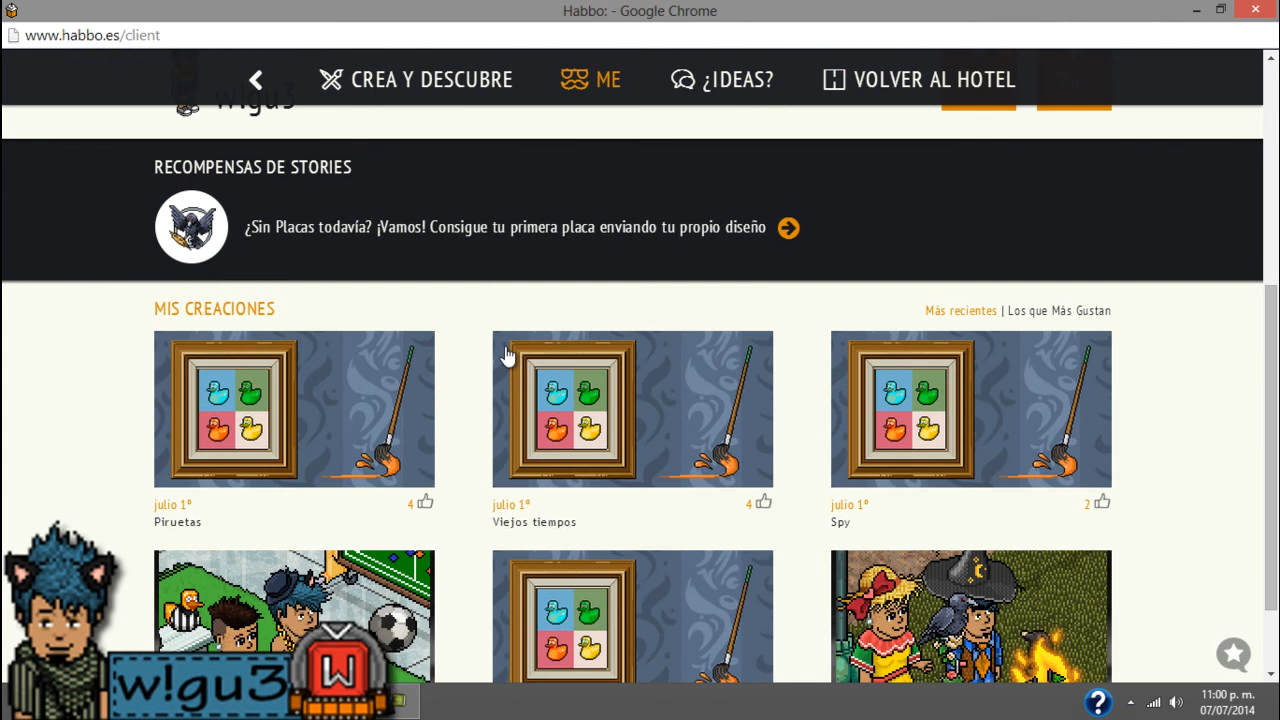 Habbo: - Google Chrome
www.habbo.es/client
CREA Y DESCUBRE ME ¿IDEAS? VOLVER AL HOTEL
w!gu3
RECOMPENSAS DE STORIES
¿Sin Placas todavía? ¡Vamos! Consigue tu primera placa enviando tu propio diseño
MIS CREACIONES
Más recientes | Los que Más Gustan
julio 1º 4
Piruetas
julio 1º 4
Viejos tiempos
julio 1º 2
Spy
w!gu3 W
?
11:00 p. m.
07/07/2014